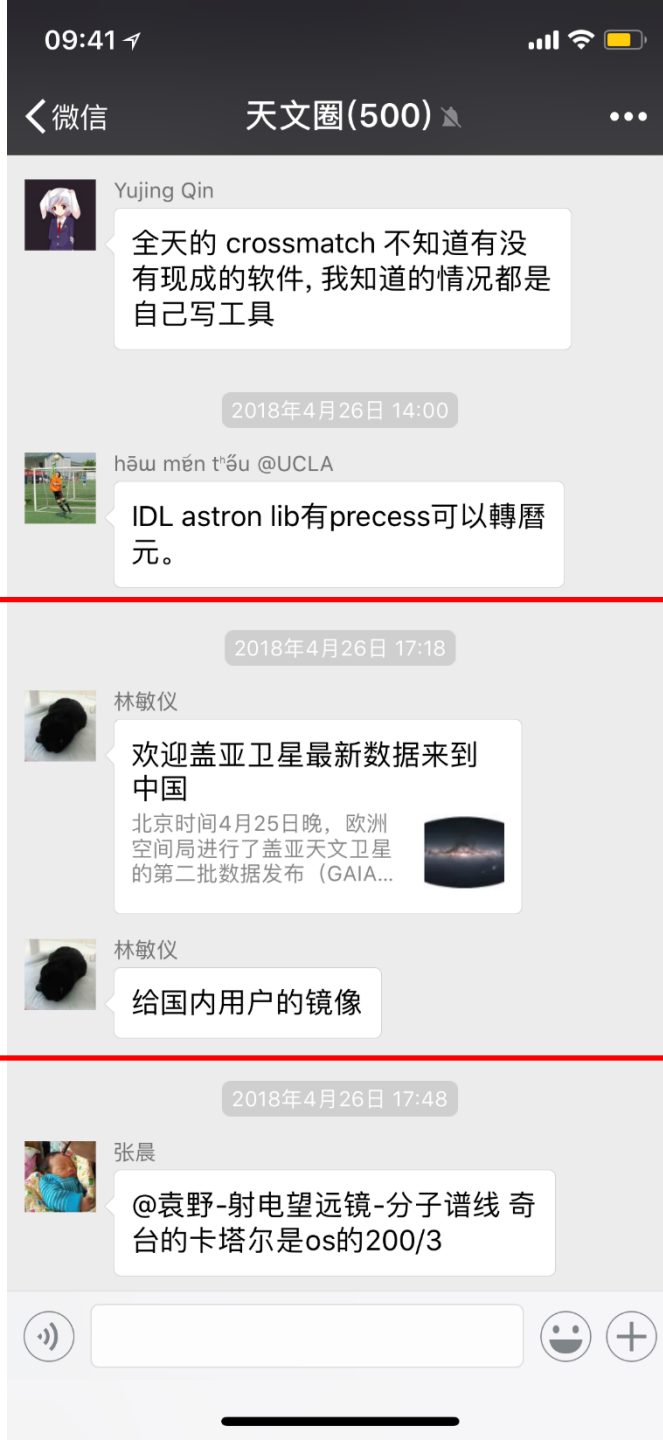 09:41
微信
天文圈(500)
Yujing Qin
全天的 crossmatch 不知道有没
有现成的软件, 我知道的情况都是
自己写工具
2018年4月26日 14:00
hāɯ mɐ̌n tʰə̋u @UCLA
IDL astron lib有precess可以轉曆
元。
2018年4月26日 17:18
林敏仪
欢迎盖亚卫星最新数据来到
中国
北京时间4月25日晚，欧洲
空间局进行了盖亚天文卫星
的第二批数据发布（GAIA...
林敏仪
给国内用户的镜像
2018年4月26日 17:48
张晨
@袁野-射电望远镜-分子谱线 奇
台的卡塔尔是os的200/3